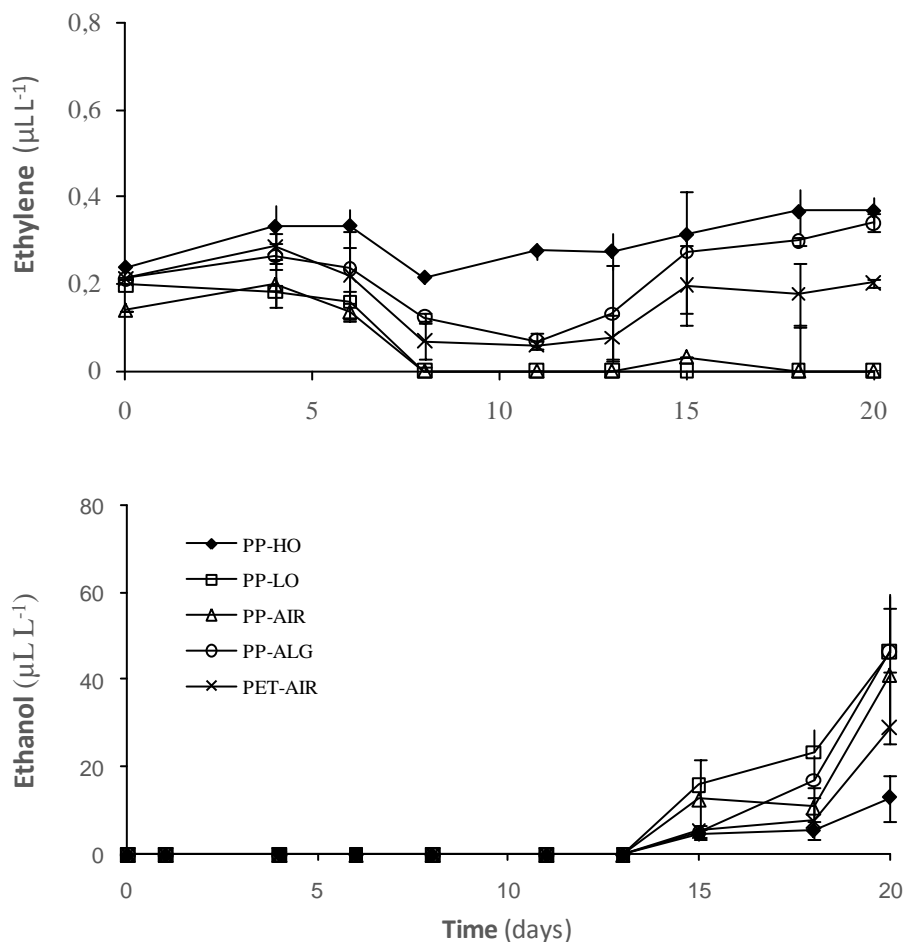 0,8
0,6
0,4
0,2
0
Ethylene (µL L-1)
0 5 10 15 20
80
60
40
20
0
Ethanol (µL L-1)
PP-HO
PP-LO
PP-AIR
PP-ALG
PET-AIR
0 5 10 15 20
Time (days)